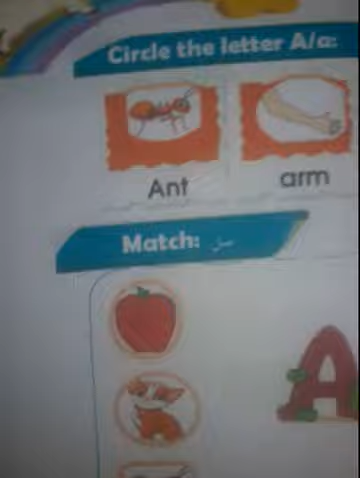 Circle the letter A/a:
Ant arm
Match: صل
A